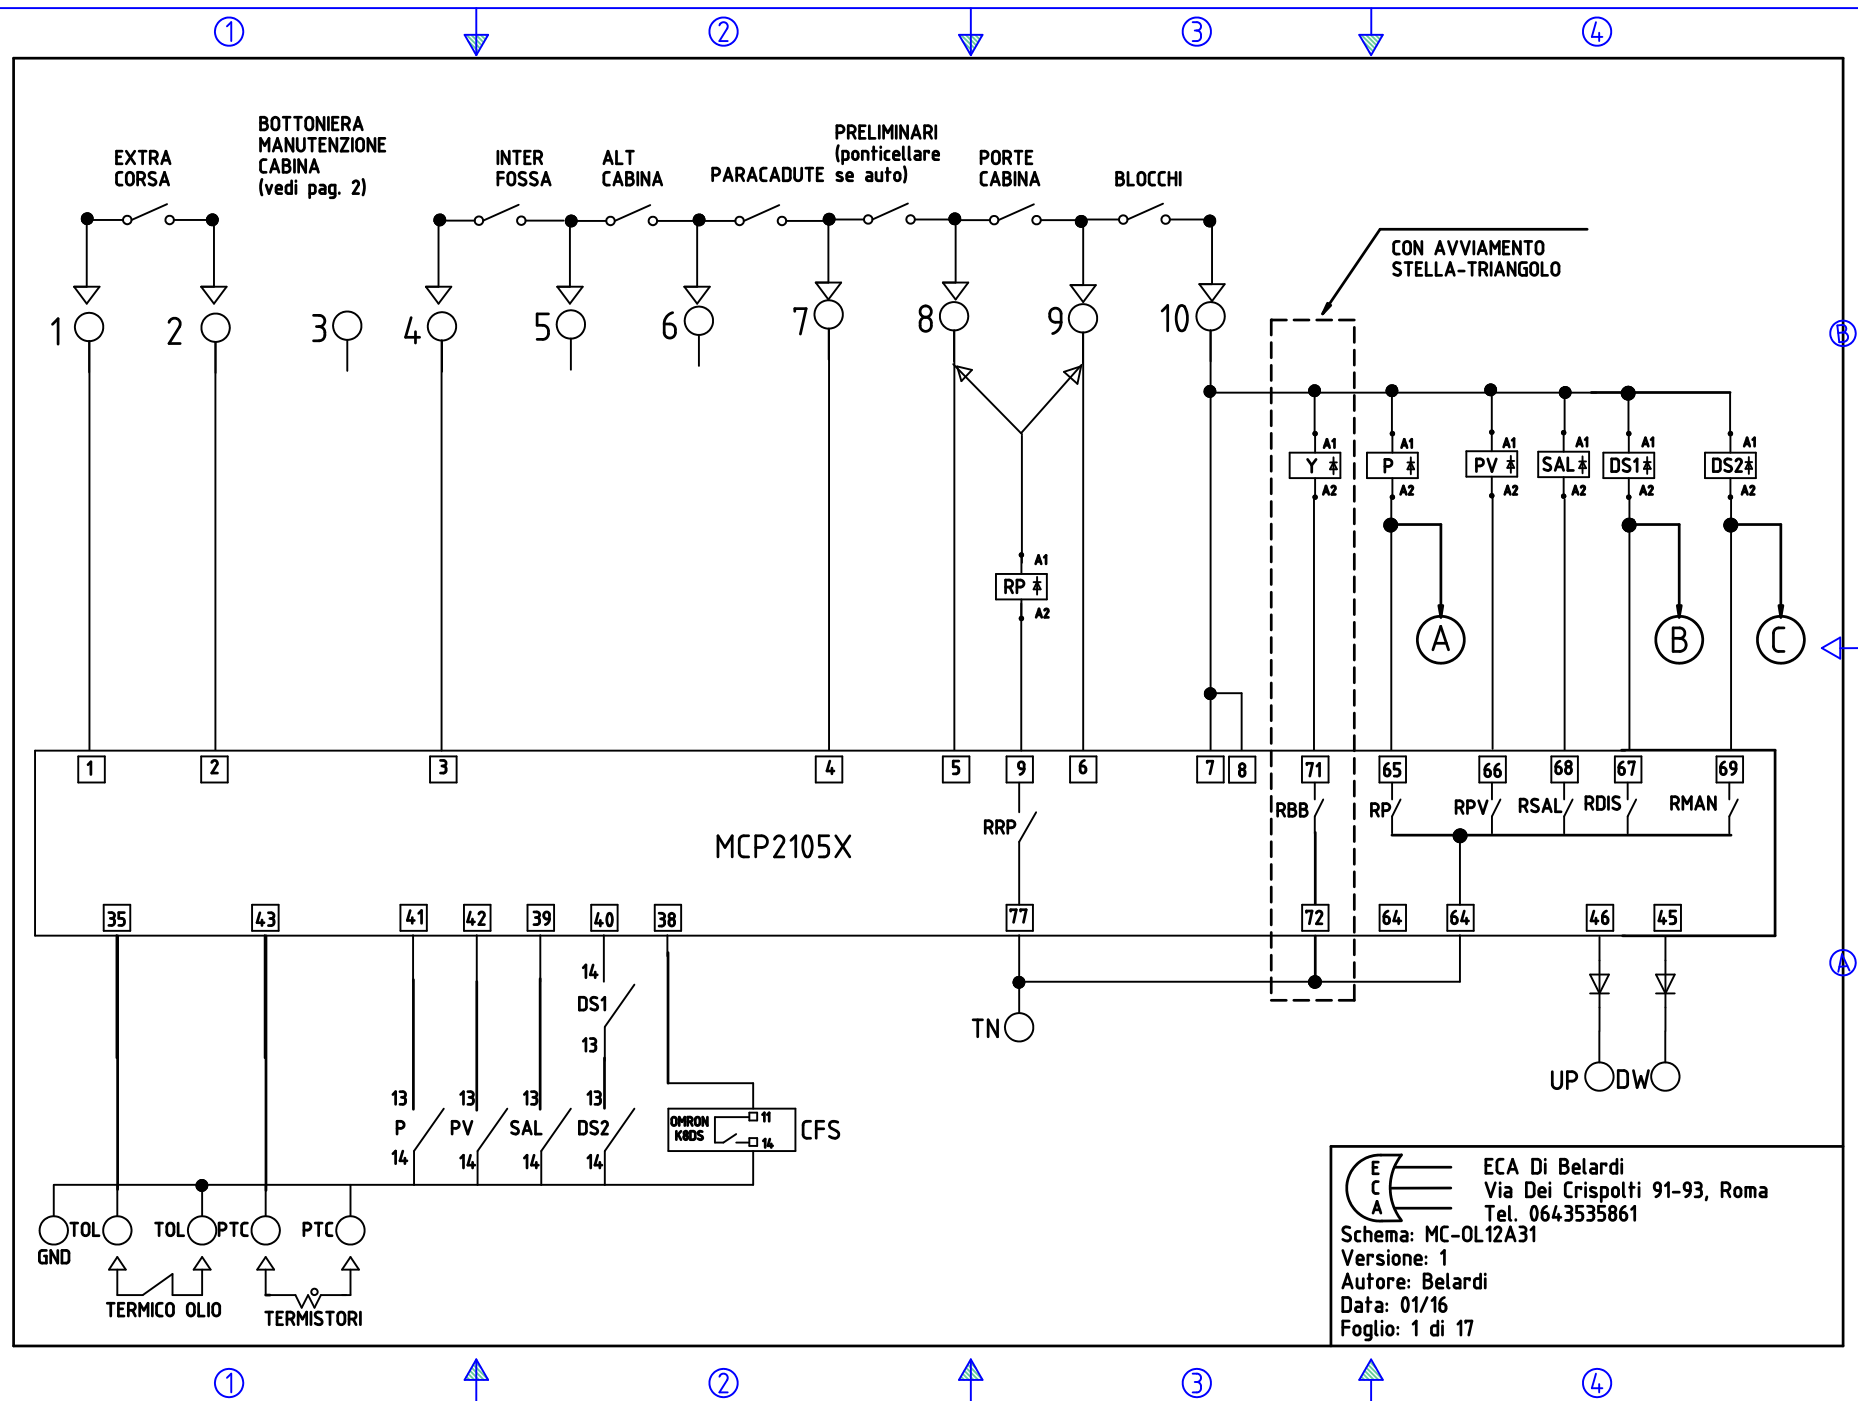 1 2 3 4
EXTRA
CORSA
BOTTONIERA
MANUTENZIONE
CABINA
(vedi pag. 2)
INTER
FOSSA
ALT
CABINA
PARACADUTE
PRELIMINARI
(ponticellare
se auto)
PORTE
CABINA
BLOCCHI
CON AVVIAMENTO
STELLA-TRIANGOLO
1 2 3 4 5 6 7 8 9 10
B
A1 A1 A1 A1 A1 A1
Y P PV SAL DS1 DS2
A2 A2 A2 A2 A2 A2
A1
RP
A2
A B C
1 2 3 4 5 9 6 7 8 71 65 66 68 67 69
RRP RBB RP RPV RSAL RDIS RMAN
MCP2105X
35 43 41 42 39 40 38 77 72 64 64 46 45
A
14
DS1
13
TN
UP DW
13 13 13 13
P PV SAL DS2
14 14 14 14
OMRON
K8DS
11
14
CFS
TOL TOL PTC PTC
GND
TERMICO OLIO
TERMISTORI
E
C
A
ECA Di Belardi
Via Dei Crispolti 91-93, Roma
Tel. 0643535861
Schema: MC-OL12A31
Versione: 1
Autore: Belardi
Data: 01/16
Foglio: 1 di 17
1 2 3 4